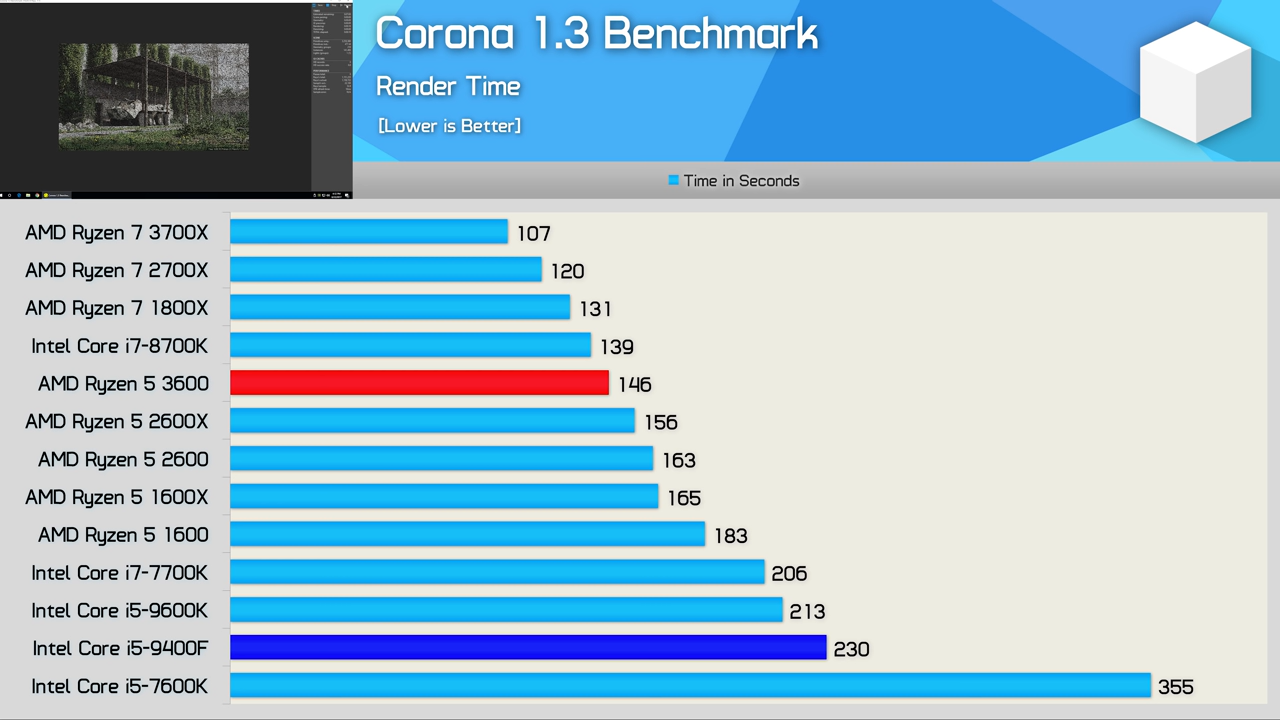 Corona 1.3 Benchmark
Render Time
[Lower is Better]
Time in Seconds
AMD Ryzen 7 3700X 107
AMD Ryzen 7 2700X 120
AMD Ryzen 7 1800X 131
Intel Core i7-8700K 139
AMD Ryzen 5 3600 146
AMD Ryzen 5 2600X 156
AMD Ryzen 5 2600 163
AMD Ryzen 5 1600X 165
AMD Ryzen 5 1600 183
Intel Core i7-7700K 206
Intel Core i5-9600K 213
Intel Core i5-9400F 230
Intel Core i5-7600K 355